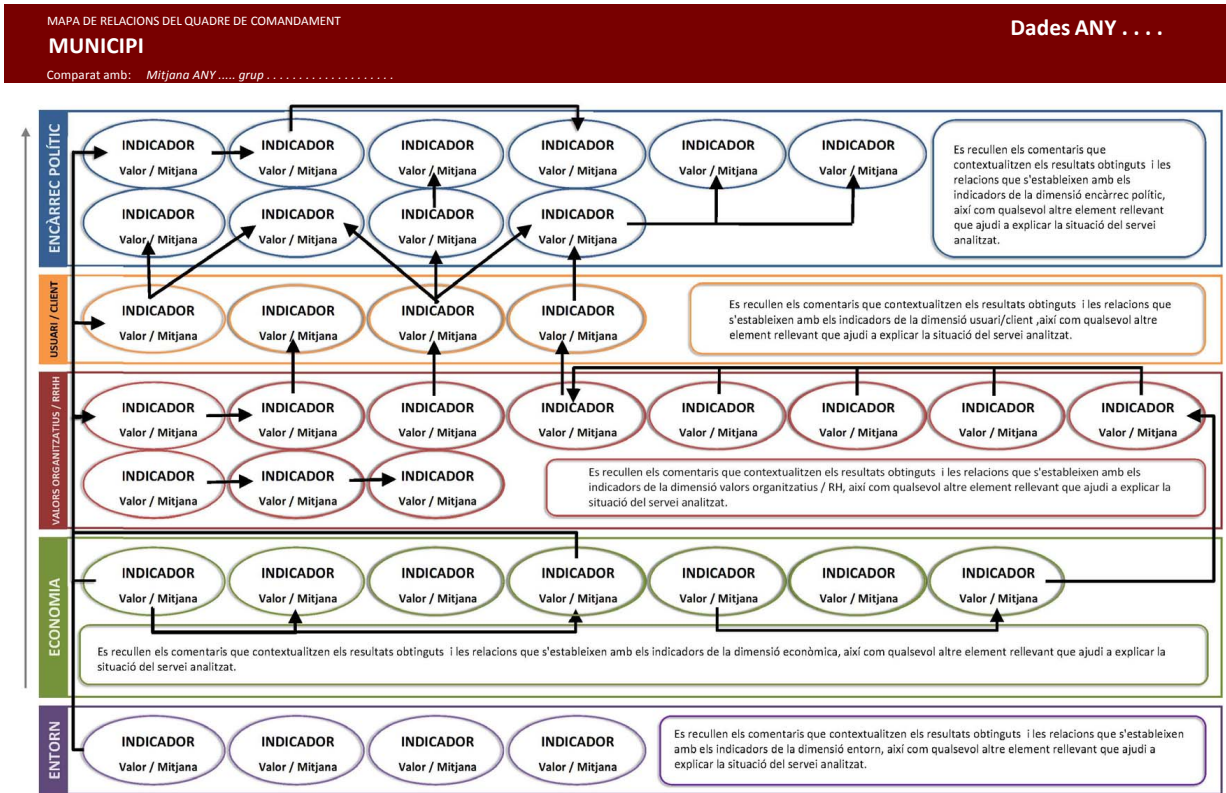 MAPA DE RELACIONS DEL QUADRE DE COMANDAMENT
MUNICIPI
Dades ANY . . . .
Comparat amb: Mitjana ANY ..... grup . . . . . . . . . . . . . . . . . . . .
ENCÀRREC POLÍTIC
INDICADOR INDICADOR INDICADOR INDICADOR INDICADOR INDICADOR
Valor / Mitjana Valor / Mitjana Valor / Mitjana Valor / Mitjana Valor / Mitjana Valor / Mitjana
INDICADOR INDICADOR INDICADOR INDICADOR
Valor / Mitjana Valor / Mitjana Valor / Mitjana Valor / Mitjana
Es recullen els comentaris que
contextualitzen els resultats obtinguts i les
relacions que s'estableixen amb els
indicadors de la dimensió encàrrec polític,
així com qualsevol altre element rellevant
que ajudi a explicar la situació del servei
analitzat.
USUARI / CLIENT
INDICADOR INDICADOR INDICADOR INDICADOR
Valor / Mitjana Valor / Mitjana Valor / Mitjana Valor / Mitjana
Es recullen els comentaris que contextualitzen els resultats obtinguts i les relacions que
s'estableixen amb els indicadors de la dimensió usuari/client ,així com qualsevol altre
element rellevant que ajudi a explicar la situació del servei analitzat.
VALORS ORGANITZATIUS / RRHH
INDICADOR INDICADOR INDICADOR INDICADOR INDICADOR INDICADOR INDICADOR INDICADOR
Valor / Mitjana Valor / Mitjana Valor / Mitjana Valor / Mitjana Valor / Mitjana Valor / Mitjana Valor / Mitjana Valor / Mitjana
INDICADOR INDICADOR INDICADOR
Valor / Mitjana Valor / Mitjana Valor / Mitjana
Es recullen els comentaris que contextualitzen els resultats obtinguts i les relacions que s'estableixen amb els
indicadors de la dimensió valors organitzatius / RH, així com qualsevol altre element rellevant que ajudi a explicar la
situació del servei analitzat.
ECONOMIA
INDICADOR INDICADOR INDICADOR INDICADOR INDICADOR INDICADOR INDICADOR
Valor / Mitjana Valor / Mitjana Valor / Mitjana Valor / Mitjana Valor / Mitjana Valor / Mitjana Valor / Mitjana
Es recullen els comentaris que contextualitzen els resultats obtinguts i les relacions que s'estableixen amb els indicadors de la dimensió econòmica, així com qualsevol altre element rellevant que ajudi a explicar la
situació del servei analitzat.
ENTORN
INDICADOR INDICADOR INDICADOR INDICADOR
Valor / Mitjana Valor / Mitjana Valor / Mitjana Valor / Mitjana
Es recullen els comentaris que contextualitzen els resultats obtinguts i les relacions que s'estableixen
amb els indicadors de la dimensió entorn, així com qualsevol altre element rellevant que ajudi a
explicar la situació del servei analitzat.